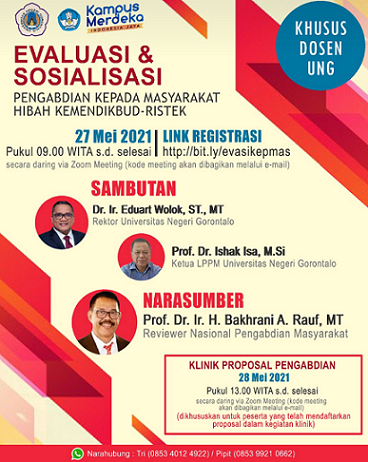 Kampus
Merdeka
INDONESIA JAYA
KHUSUS
DOSEN
UNG
EVALUASI &
SOSIALISASI
PENGABDIAN KEPADA MASYARAKAT
HIBAH KEMENDIKBUD-RISTEK
27 Mei 2021 | LINK REGISTRASI
Pukul 09.00 WITA s.d. selesai | http://bit.ly/evasikepmas
secara daring via Zoom Meeting (kode meeting akan dibagikan melalui e-mail)
SAMBUTAN
Dr. Ir. Eduart Wolok, ST., MT
Rektor Universitas Negeri Gorontalo
Prof. Dr. Ishak Isa, M.Si
Ketua LPPM Universitas Negeri Gorontalo
NARASUMBER
Prof. Dr. Ir. H. Bakhrani A. Rauf, MT
Reviewer Nasional Pengabdian Masyarakat
KLINIK PROPOSAL PENGABDIAN
28 Mei 2021
Pukul 13.00 WITA s.d. selesai
secara daring via Zoom Meeting (kode meeting
akan dibagikan melalui e-mail)
(dikhususkan untuk peserta yang telah mendaftarkan
proposal dalam kegiatan klinik)
Narahubung : Tri (0853 4012 4922) / Pipit (0853 9921 0662)